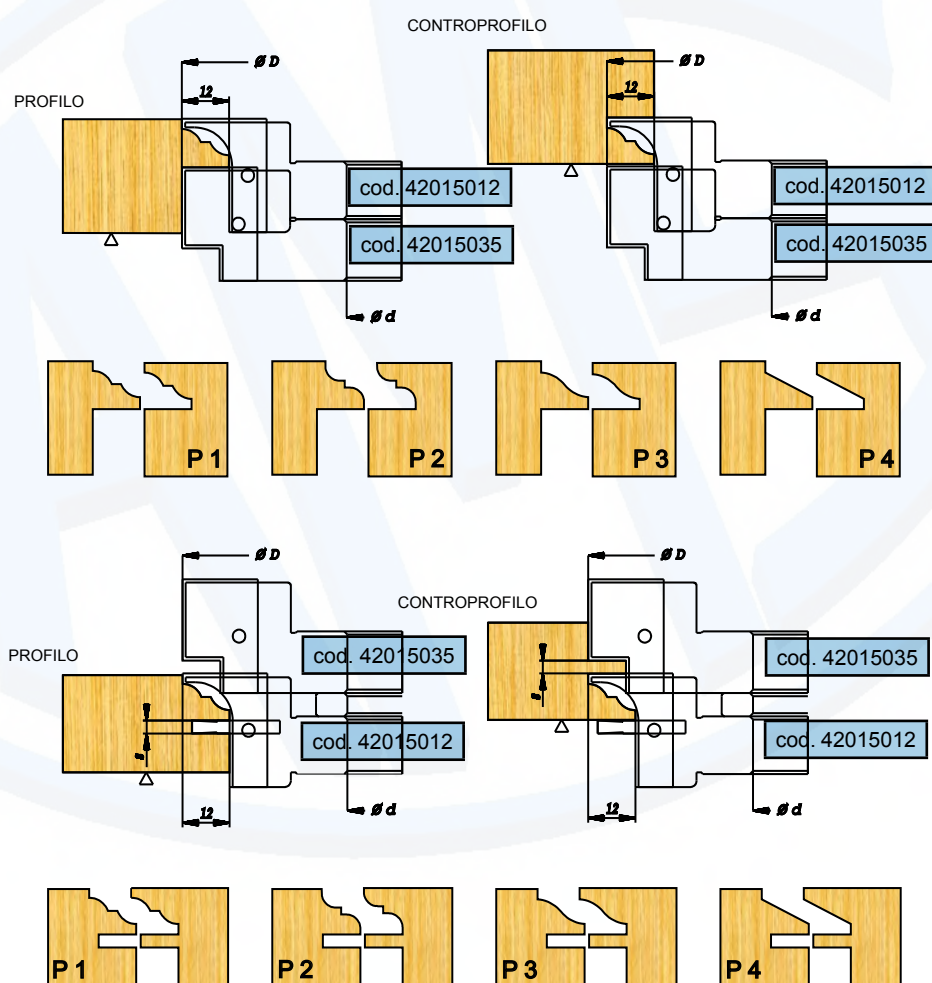 CONTROPROFILO
Ø D
Ø D
12
12
PROFILO
cod. 42015012
cod. 42015012
cod. 42015035
cod. 42015035
Ø d
Ø d
P 1
P 2
P 3
P 4
Ø D
Ø D
CONTROPROFILO
PROFILO
cod. 42015035
cod. 42015035
cod. 42015012
cod. 42015012
12
12
Ø d
Ø d
P 1
P 2
P 3
P 4